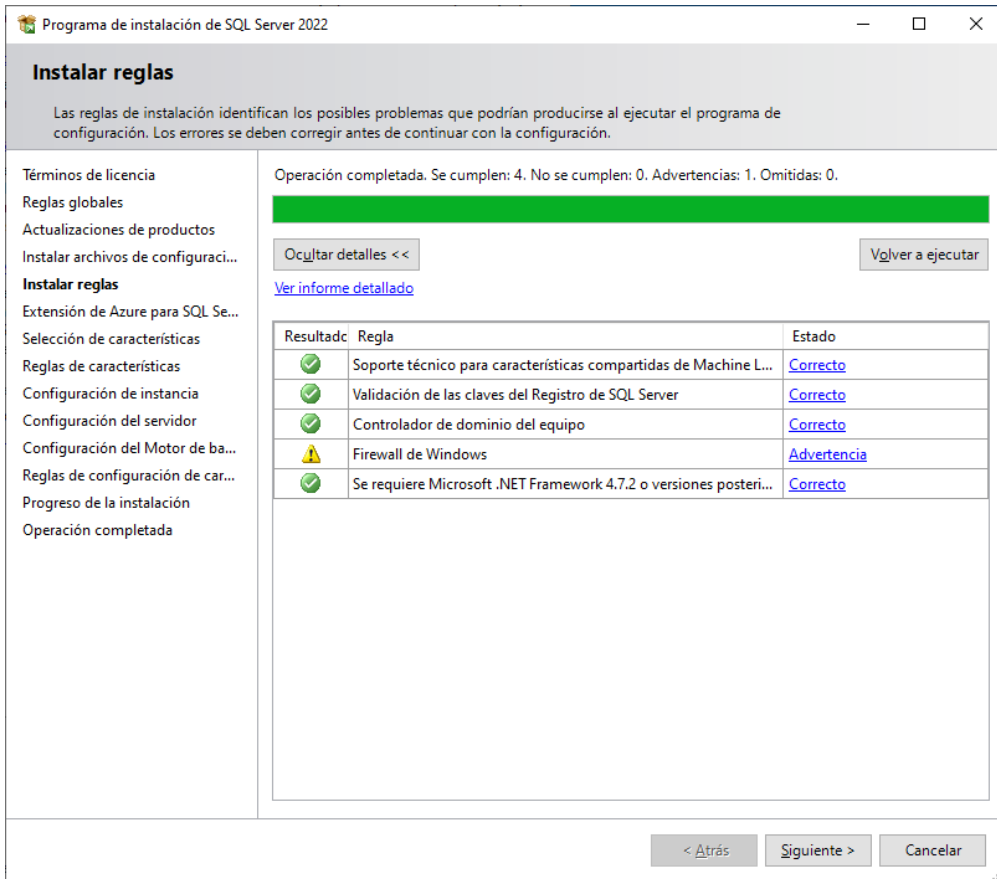 Programa de instalación de SQL Server 2022
Instalar reglas
Las reglas de instalación identifican los posibles problemas que podrían producirse al ejecutar el programa de
configuración. Los errores se deben corregir antes de continuar con la configuración.
Términos de licencia
Reglas globales
Actualizaciones de productos
Instalar archivos de configuraci...
Instalar reglas
Extensión de Azure para SQL Se...
Selección de características
Reglas de características
Configuración de instancia
Configuración del servidor
Configuración del Motor de ba...
Reglas de configuración de car...
Progreso de la instalación
Operación completada
Operación completada. Se cumplen: 4. No se cumplen: 0. Advertencias: 1. Omitidas: 0.
Ocultar detalles << Volver a ejecutar
Ver informe detallado
Resultado Regla Estado
Soporte técnico para características compartidas de Machine L... Correcto
Validación de las claves del Registro de SQL Server Correcto
Controlador de dominio del equipo Correcto
Firewall de Windows Advertencia
Se requiere Microsoft .NET Framework 4.7.2 o versiones posteri... Correcto
< Atrás Siguiente > Cancelar